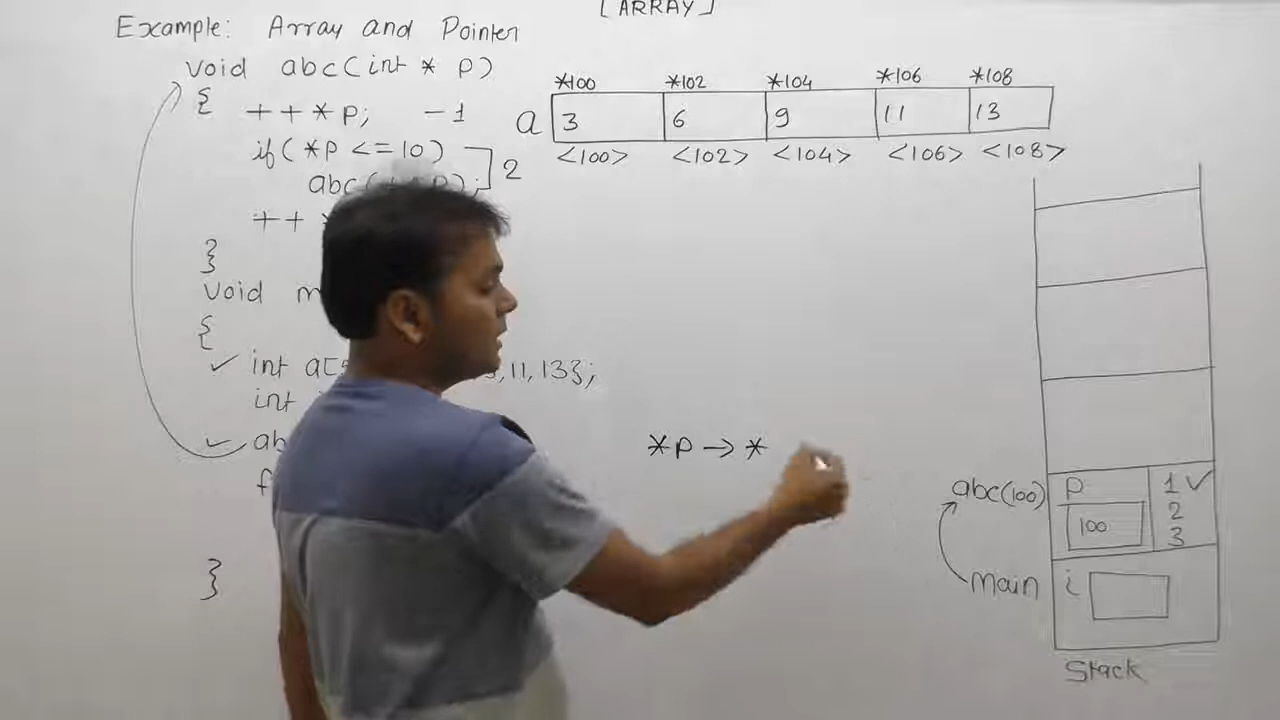 [ARRAY]
Example: Array and Pointer
void abc(int * p)
{
++*p; -1
if(*p <=10)
abc( p); ] 2
++
}
void
{
✓ int a[ ,11,13};
int
✓
}
a
*100 *102 *104 *106 *108
3 6 9 11 13
<100> <102> <104> <106> <108>
*p → *
abc(100) p 1 ✓
100 2
3
main i
Stack